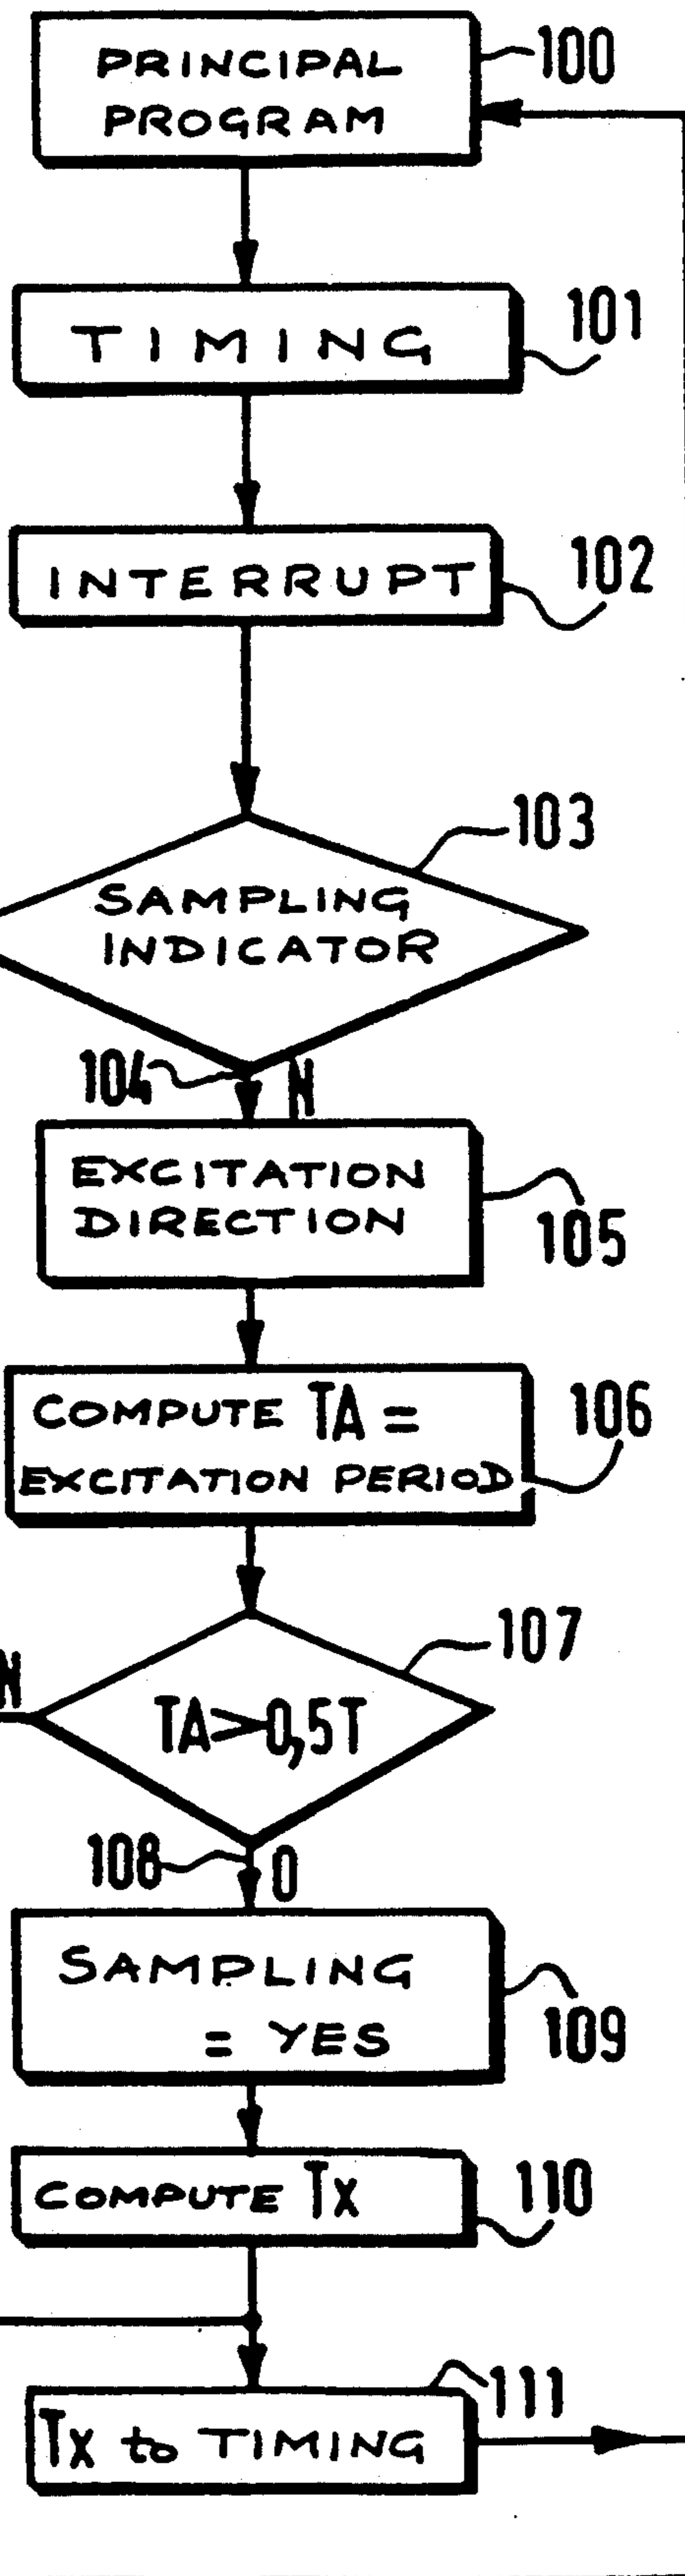 PRINCIPAL
PROGRAM
100
TIMING
101
INTERRUPT
102
103
SAMPLING
INDICATOR
104
N
EXCITATION
DIRECTION
105
COMPUTE TA =
EXCITATION PERIOD
106
107
N
TA>0,5T
108
O
SAMPLING
= YES
109
COMPUTE Tx
110
111
Tx to TIMING